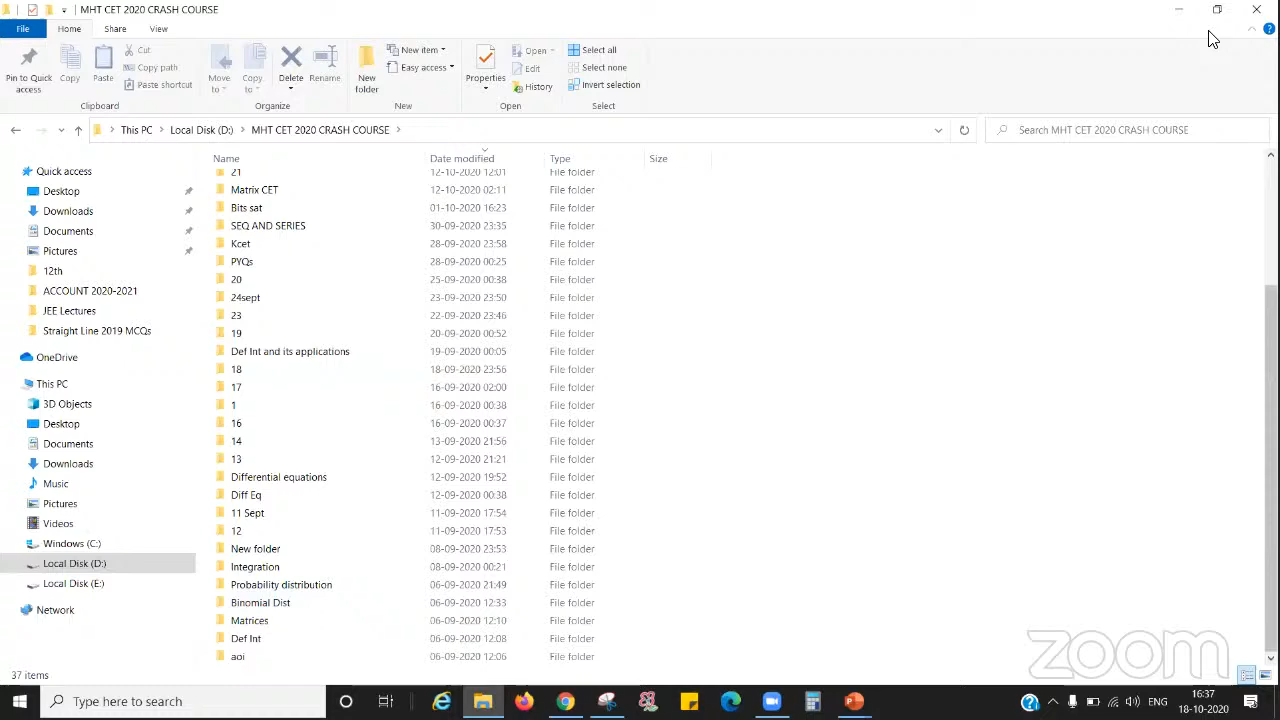 MHT CET 2020 CRASH COURSE
File Home Share View
Pin to Quick access
Copy
Paste
Cut
Copy path
Paste shortcut
Clipboard
Move to
Copy to
Delete
Rename
Organize
New folder
New item
Easy access
New
Properties
Open
Edit
History
Open
Select all
Select none
Invert selection
Select
This PC Local Disk (D:) MHT CET 2020 CRASH COURSE
Search MHT CET 2020 CRASH COURSE
Quick access
Desktop
Downloads
Documents
Pictures
12th
ACCOUNT 2020-2021
JEE Lectures
Straight Line 2019 MCQs
OneDrive
This PC
3D Objects
Desktop
Documents
Downloads
Music
Pictures
Videos
Windows (C:)
Local Disk (D:)
Local Disk (E:)
Network
Name Date modified Type Size
21 12-10-2020 12:01 File folder
Matrix CET 12-10-2020 02:11 File folder
Bits sat 01-10-2020 16:23 File folder
SEQ AND SERIES 30-09-2020 23:35 File folder
Kcet 28-09-2020 23:58 File folder
PYQs 28-09-2020 00:25 File folder
20 25-09-2020 00:38 File folder
24sept 23-09-2020 23:50 File folder
23 22-09-2020 23:46 File folder
19 20-09-2020 00:52 File folder
Def Int and its applications 19-09-2020 00:05 File folder
18 18-09-2020 23:56 File folder
17 16-09-2020 02:00 File folder
1 16-09-2020 00:38 File folder
16 16-09-2020 00:37 File folder
14 13-09-2020 21:56 File folder
13 12-09-2020 21:21 File folder
Differential equations 12-09-2020 19:52 File folder
Diff Eq 12-09-2020 00:38 File folder
11 Sept 11-09-2020 17:54 File folder
12 11-09-2020 17:53 File folder
New folder 08-09-2020 23:53 File folder
Integration 08-09-2020 00:21 File folder
Probability distribution 06-09-2020 21:49 File folder
Binomial Dist 06-09-2020 12:33 File folder
Matrices 06-09-2020 12:10 File folder
Def Int 06-09-2020 12:08 File folder
aoi 06-09-2020 12:06 File folder
zoom
37 items
Type here to search
ENG
16:37
18-10-2020